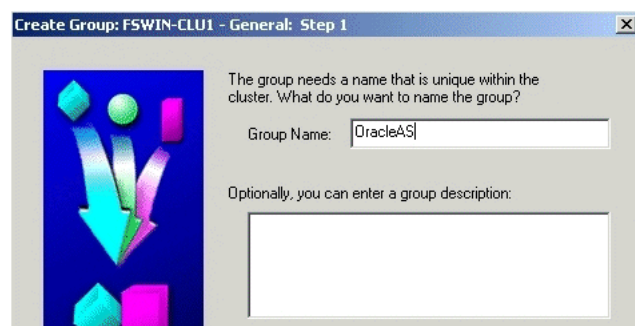 Create Group: FSWIN-CLU1 - General: Step 1
The group needs a name that is unique within the
cluster. What do you want to name the group?
Group Name: OracleAS
Optionally, you can enter a group description: